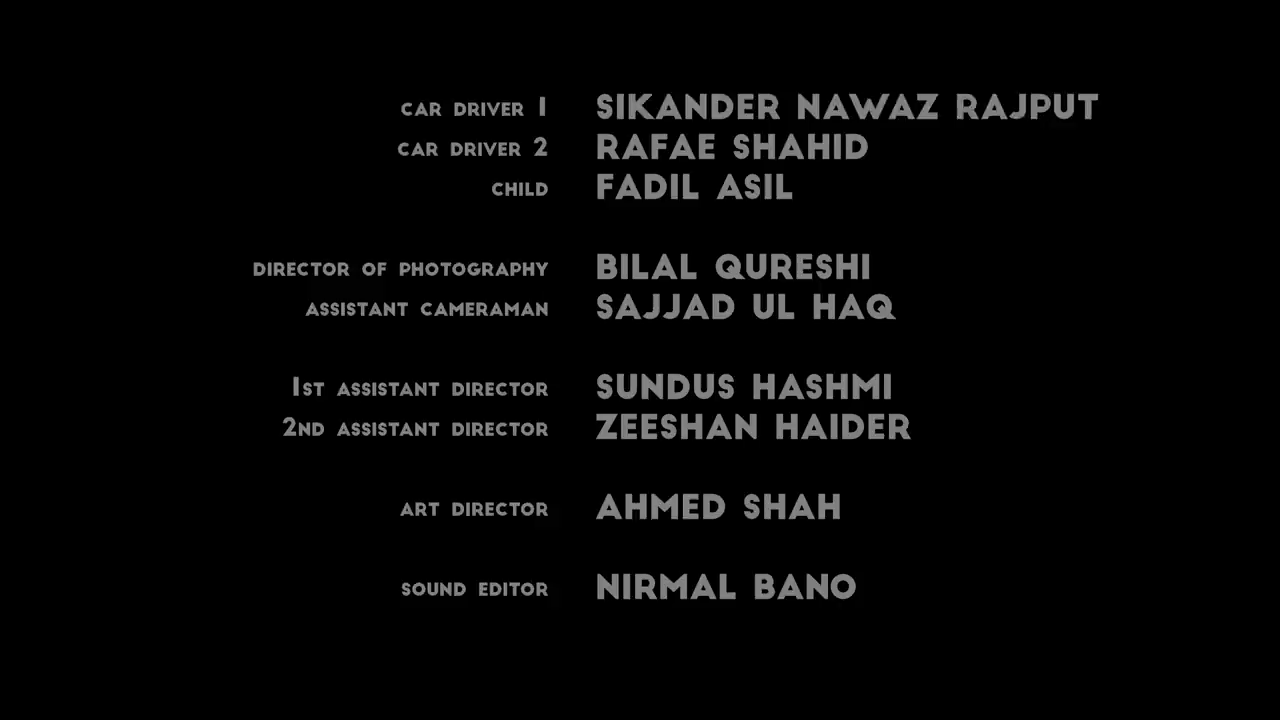 CAR DRIVER 1 SIKANDER NAWAZ RAJPUT
CAR DRIVER 2 RAFAE SHAHID
CHILD FADIL ASIL
DIRECTOR OF PHOTOGRAPHY BILAL QURESHI
ASSISTANT CAMERAMAN SAJJAD UL HAQ
1ST ASSISTANT DIRECTOR SUNDUS HASHMI
2ND ASSISTANT DIRECTOR ZEESHAN HAIDER
ART DIRECTOR AHMED SHAH
SOUND EDITOR NIRMAL BANO